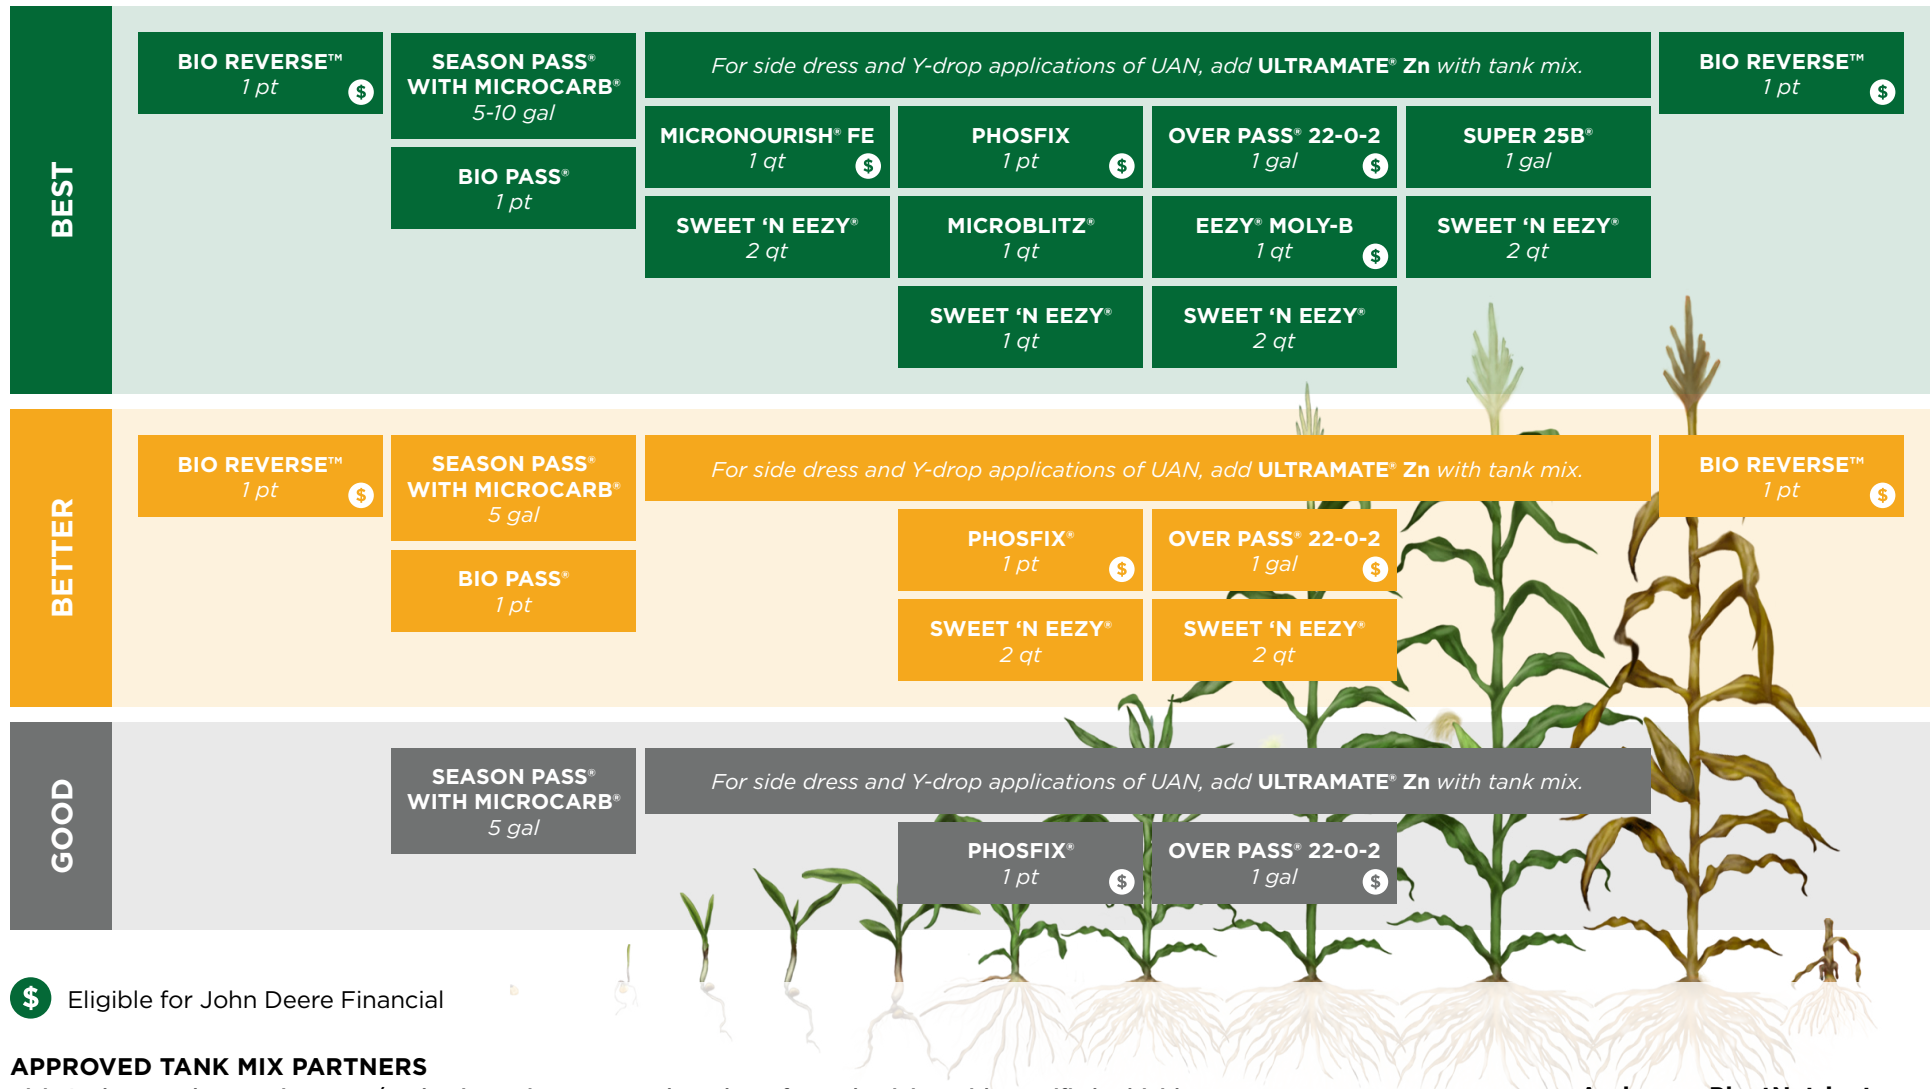 BEST
BIO REVERSE™
1 pt
$
SEASON PASS®
WITH MICROCARB®
5-10 gal
BIO PASS®
1 pt
For side dress and Y-drop applications of UAN, add ULTRAMATE® Zn with tank mix.
MICRONOURISH® FE
1 qt
$
SWEET ‘N EEZY®
2 qt
PHOSFIX
1 pt
$
MICROBLITZ®
1 qt
SWEET ‘N EEZY®
1 qt
OVER PASS® 22-0-2
1 gal
$
EEZY® MOLY-B
1 qt
$
SWEET ‘N EEZY®
2 qt
SUPER 25B®
1 gal
SWEET ‘N EEZY®
2 qt
BIO REVERSE™
1 pt
$
BETTER
BIO REVERSE™
1 pt
$
SEASON PASS®
WITH MICROCARB®
5 gal
BIO PASS®
1 pt
For side dress and Y-drop applications of UAN, add ULTRAMATE® Zn with tank mix.
PHOSFIX®
1 pt
$
SWEET ‘N EEZY®
2 qt
OVER PASS® 22-0-2
1 gal
$
SWEET ‘N EEZY®
2 qt
BIO REVERSE™
1 pt
$
GOOD
SEASON PASS®
WITH MICROCARB®
5 gal
For side dress and Y-drop applications of UAN, add ULTRAMATE® Zn with tank mix.
PHOSFIX®
1 pt
$
OVER PASS® 22-0-2
1 gal
$
$ Eligible for John Deere Financial
APPROVED TANK MIX PARTNERS